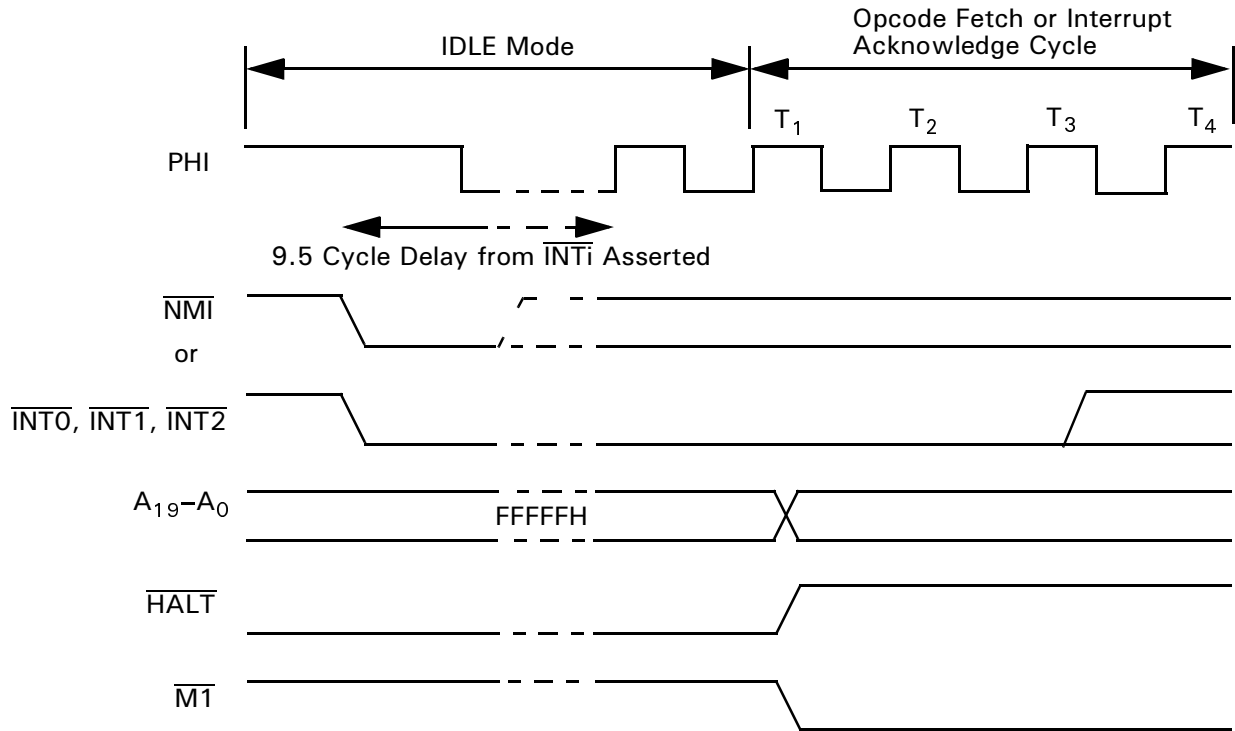 IDLE Mode
Opcode Fetch or Interrupt
Acknowledge Cycle
T1 T2 T3 T4
PHI
9.5 Cycle Delay from INTi Asserted
NMI
or
INT0, INT1, INT2
A19–A0
FFFFFH
HALT
M1